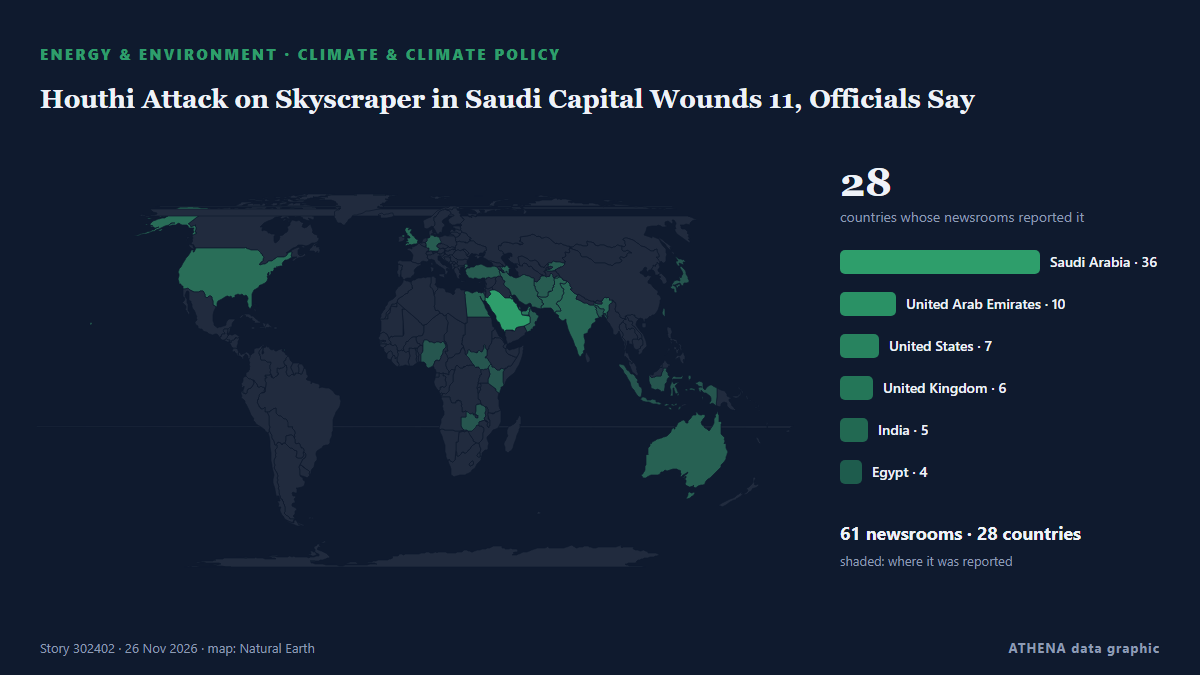 ENERGY & ENVIRONMENT · CLIMATE & CLIMATE POLICY
Houthi Attack on Skyscraper in Saudi Capital Wounds 11, Officials Say
28
countries whose newsrooms reported it
Saudi Arabia · 36
United Arab Emirates · 10
United States · 7
United Kingdom · 6
India · 5
Egypt · 4
61 newsrooms · 28 countries
shaded: where it was reported
Story 302402 · 26 Nov 2026 · map: Natural Earth
ATHENA data graphic